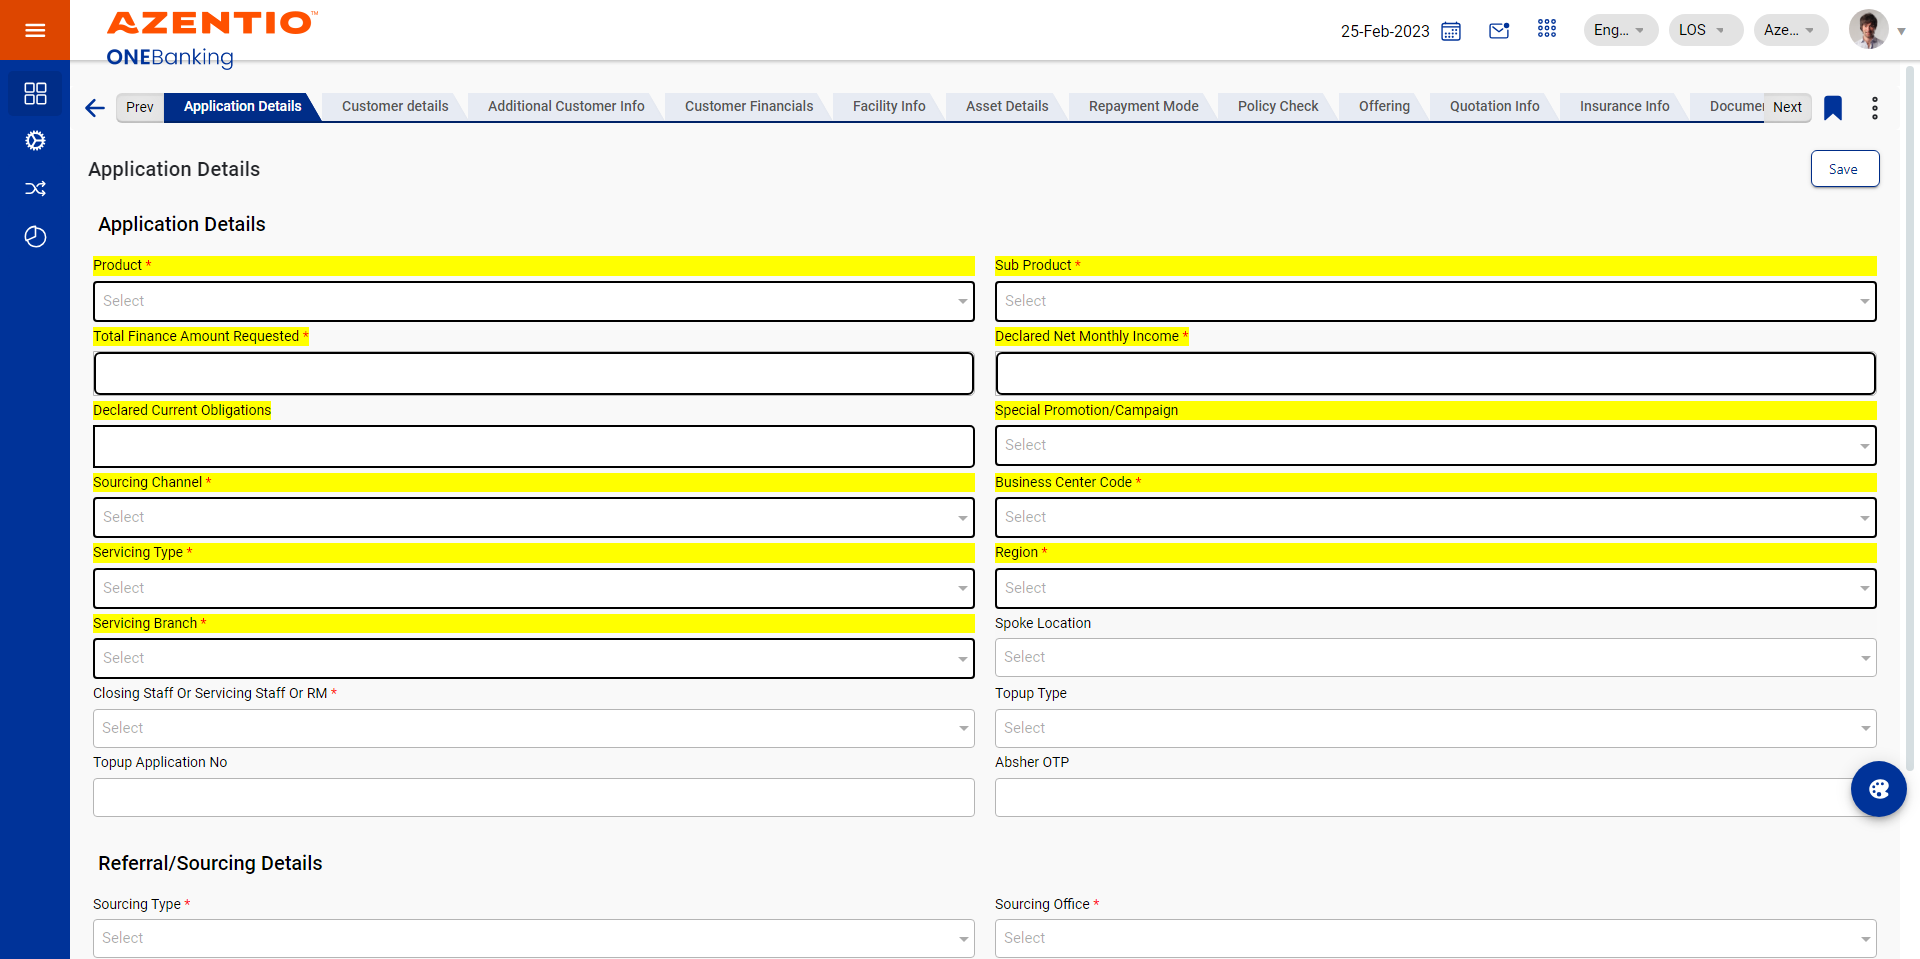 AZENTIO™
ONEBanking
25-Feb-2023
Eng...
LOS
Aze...
Prev
Application Details
Customer details
Additional Customer Info
Customer Financials
Facility Info
Asset Details
Repayment Mode
Policy Check
Offering
Quotation Info
Insurance Info
Documen
Next
Application Details
Save
Application Details
Product *
Sub Product *
Select
Select
Total Finance Amount Requested *
Declared Net Monthly Income *
Declared Current Obligations
Special Promotion/Campaign
Select
Sourcing Channel *
Business Center Code *
Select
Select
Servicing Type *
Region *
Select
Select
Servicing Branch *
Spoke Location
Select
Select
Closing Staff Or Servicing Staff Or RM *
Topup Type
Select
Select
Topup Application No
Absher OTP
Referral/Sourcing Details
Sourcing Type *
Sourcing Office *
Select
Select